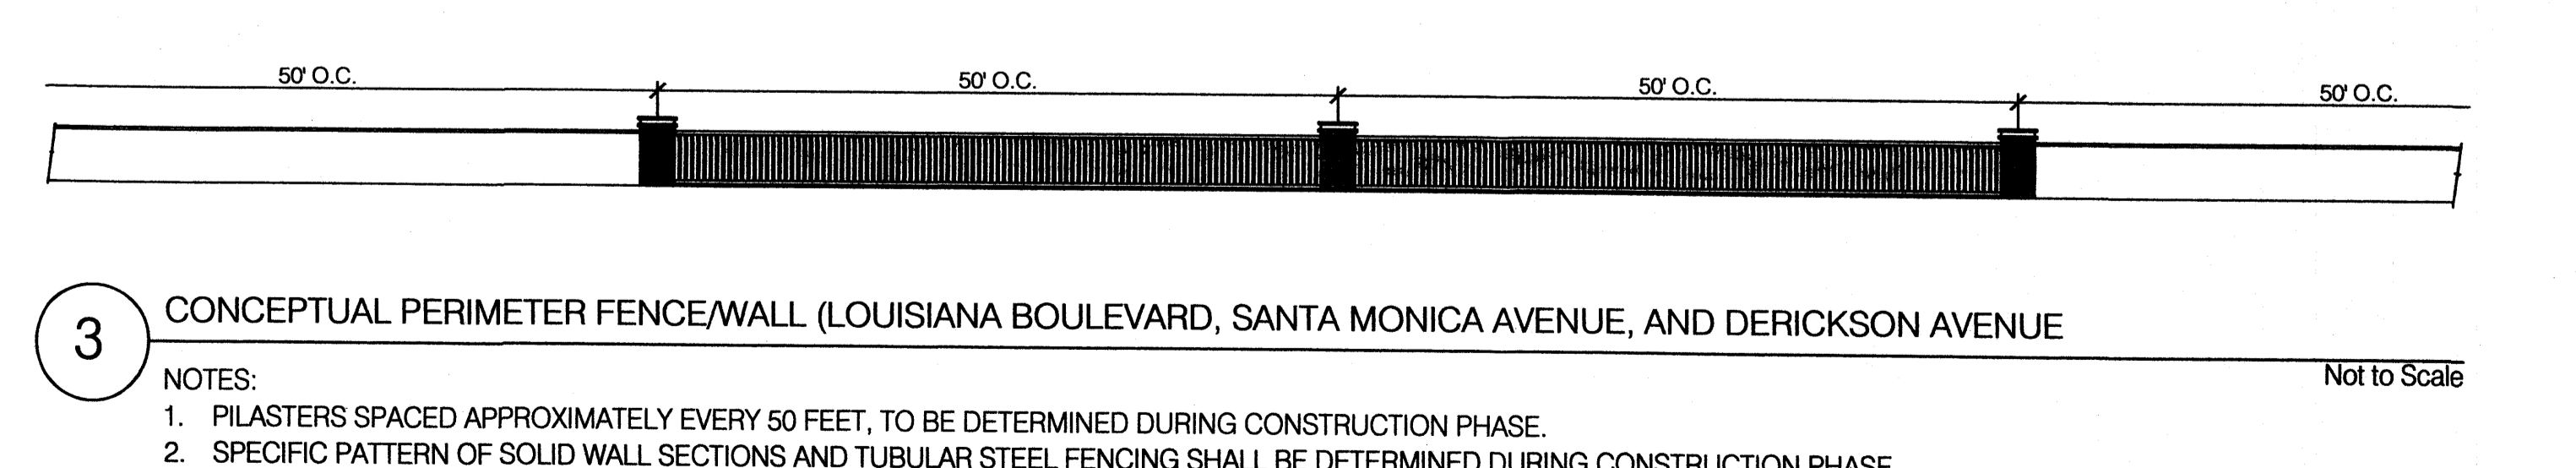 50' O.C. 50' O.C. 50' O.C. 50' O.C.
3 CONCEPTUAL PERIMETER FENCE/WALL (LOUISIANA BOULEVARD, SANTA MONICA AVENUE, AND DERICKSON AVENUE
Not to Scale
NOTES:
1. PILASTERS SPACED APPROXIMATELY EVERY 50 FEET, TO BE DETERMINED DURING CONSTRUCTION PHASE.
2. SPECIFIC PATTERN OF SOLID WALL SECTIONS AND TUBULAR STEEL FENCING SHALL BE DETERMINED DURING CONSTRUCTION PHASE